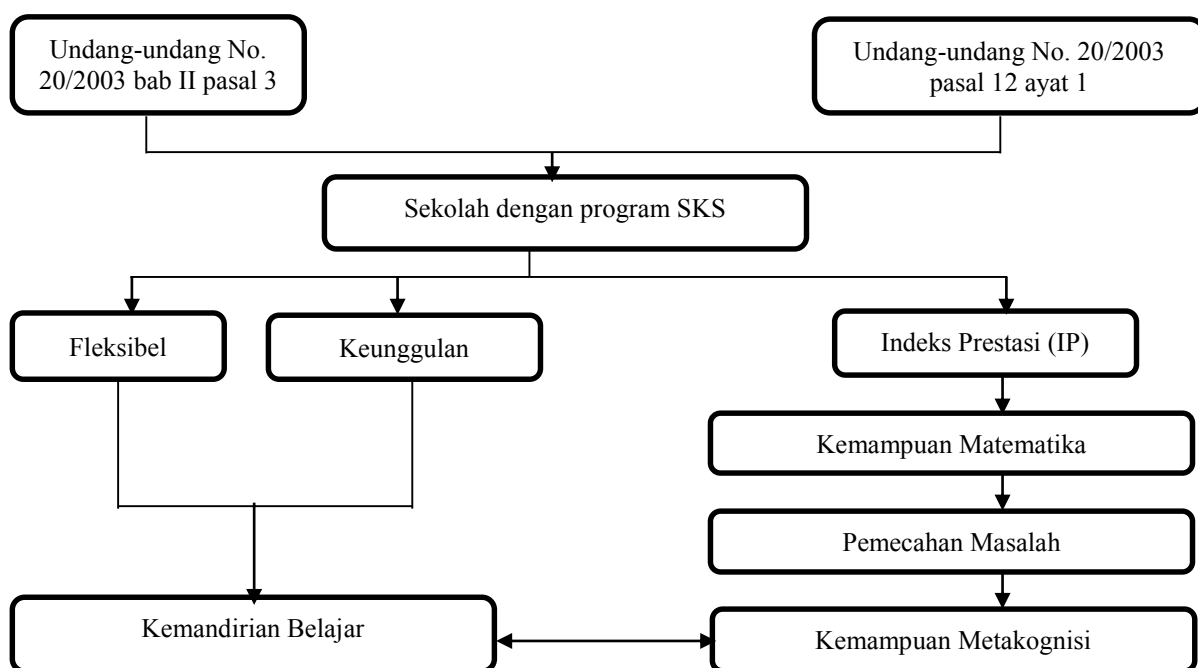 Undang-undang No.
20/2003 bab II pasal 3
Undang-undang No. 20/2003
pasal 12 ayat 1
Sekolah dengan program SKS
Fleksibel
Keunggulan
Indeks Prestasi (IP)
Kemampuan Matematika
Pemecahan Masalah
Kemandirian Belajar
Kemampuan Metakognisi